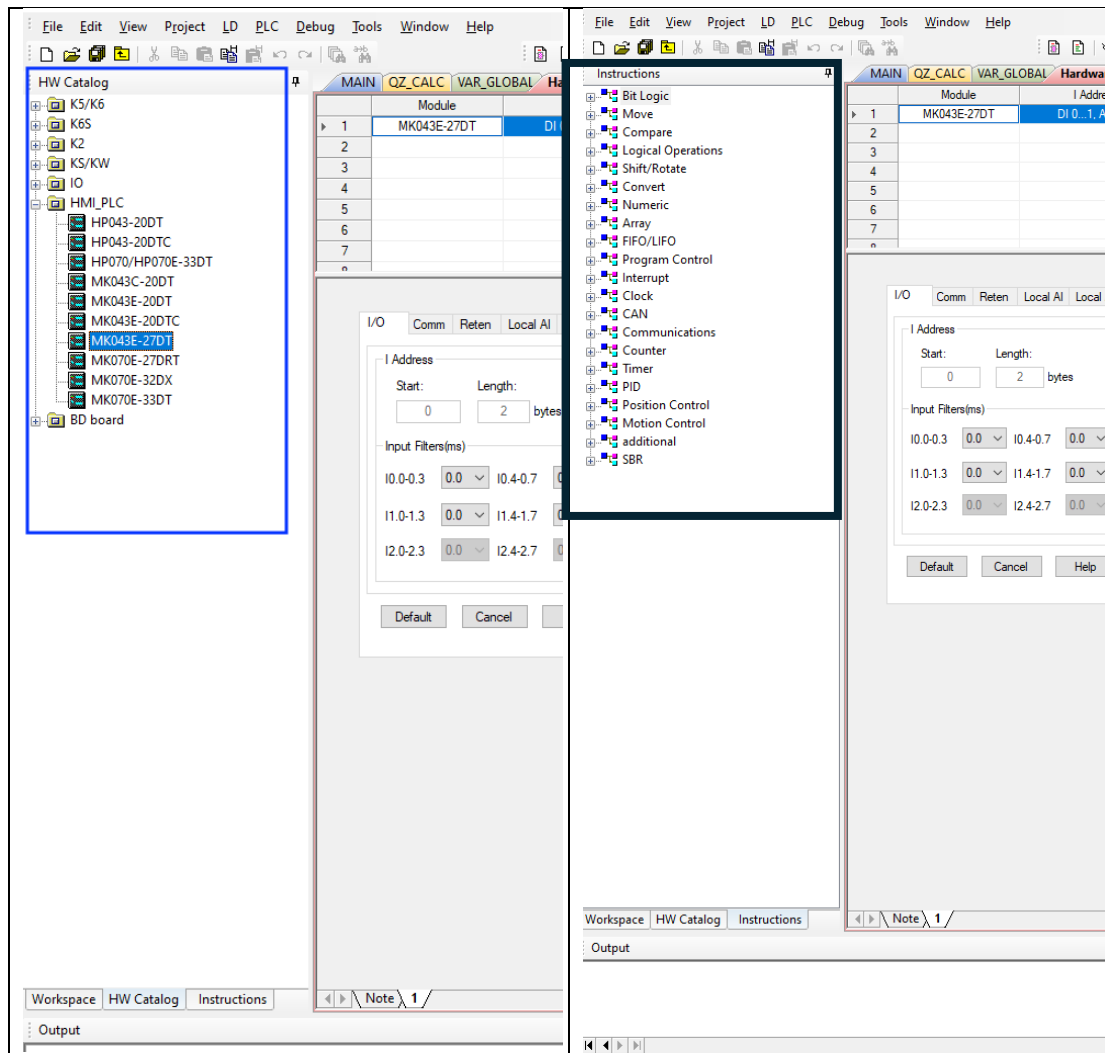 File Edit View Project LD PLC Debug Tools Window Help
HW Catalog
K5/K6
K6S
K2
KS/KW
IO
HMI_PLC
HP043-20DT
HP043-20DTC
HP070/HP070E-33DT
MK043C-20DT
MK043E-20DT
MK043E-20DTC
MK043E-27DT
MK070E-27DRT
MK070E-32DX
MK070E-33DT
BD board
MAIN QZ_CALC VAR_GLOBAL Ha
Module
1 MK043E-27DT DI
2
3
4
5
6
7
I/O Comm Reten Local AI
I Address
Start: Length:
0 2 bytes
Input Filters(ms)
I0.0-0.3 0.0 I0.4-0.7
I1.0-1.3 0.0 I1.4-1.7
I2.0-2.3 0.0 I2.4-2.7
Default Cancel
Workspace HW Catalog Instructions
Note 1
Output
File Edit View Project LD PLC Debug Tools Window Help
Instructions
Bit Logic
Move
Compare
Logical Operations
Shift/Rotate
Convert
Numeric
Array
FIFO/LIFO
Program Control
Interrupt
Clock
CAN
Communications
Counter
Timer
PID
Position Control
Motion Control
additional
SBR
MAIN QZ_CALC VAR_GLOBAL Hardwa
Module I Addre
1 MK043E-27DT DI 0...1, A
2
3
4
5
6
7
I/O Comm Reten Local AI Local
I Address
Start: Length:
0 2 bytes
Input Filters(ms)
I0.0-0.3 0.0 I0.4-0.7 0.0
I1.0-1.3 0.0 I1.4-1.7 0.0
I2.0-2.3 0.0 I2.4-2.7 0.0
Default Cancel Help
Workspace HW Catalog Instructions
Note 1
Output